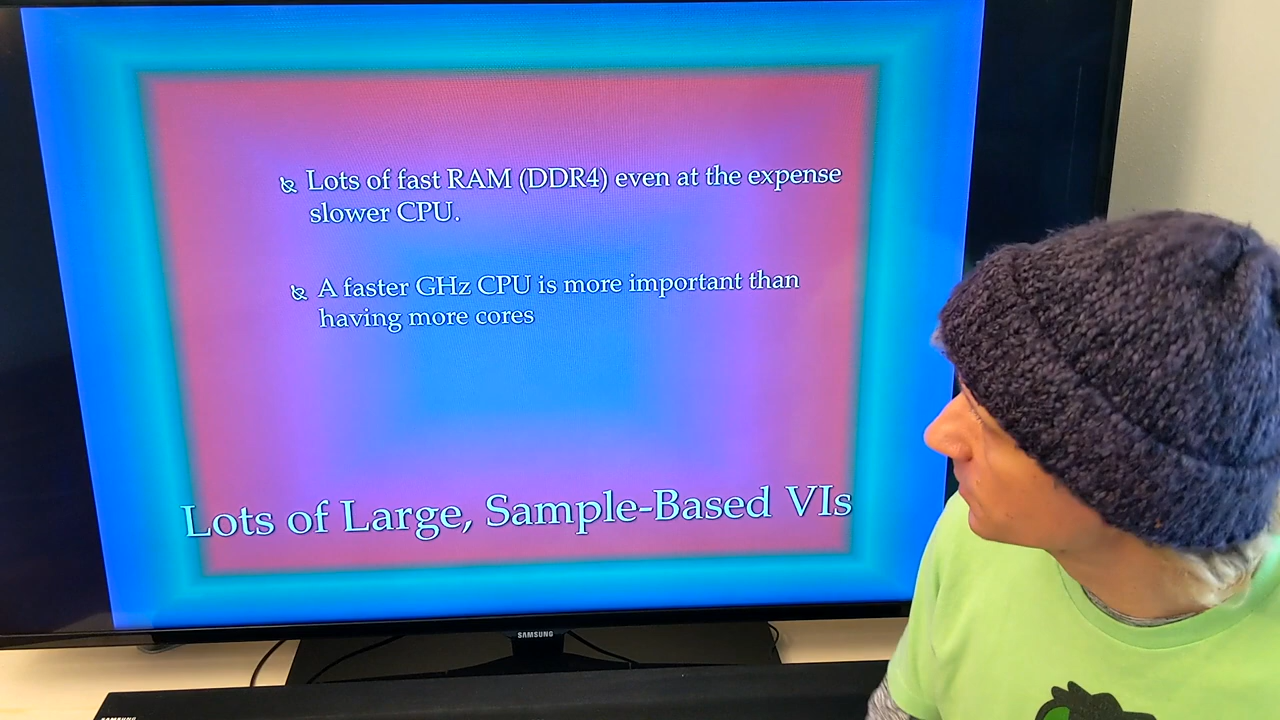 Lots of fast RAM (DDR4) even at the expense
slower CPU.
A faster GHz CPU is more important than
having more cores
Lots of Large, Sample-Based VIs
SAMSUNG
SAMSUNG